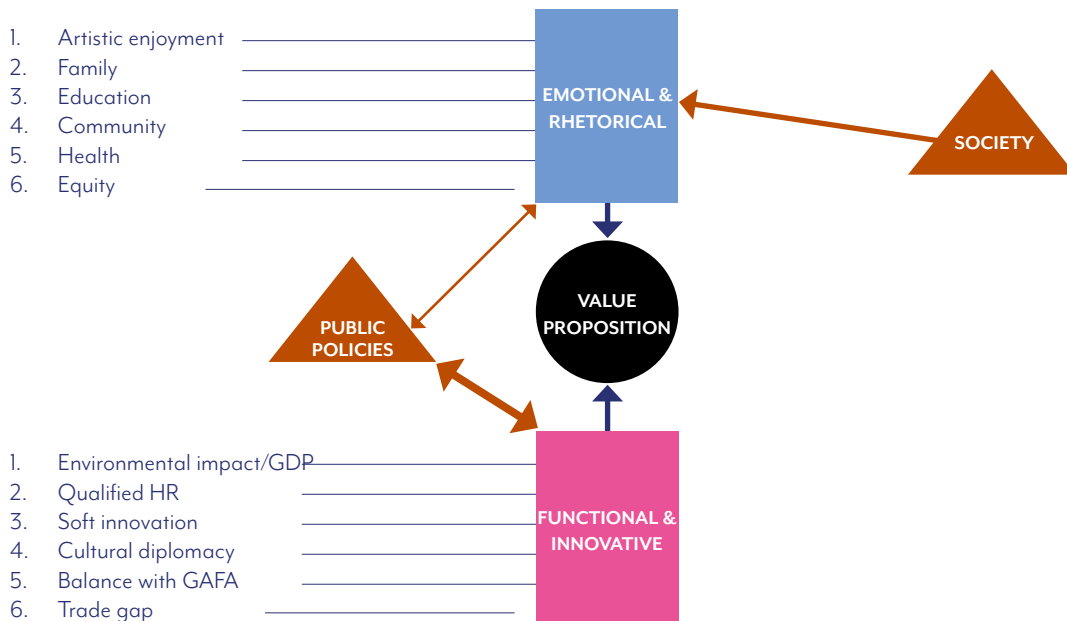 1. Artistic enjoyment
2. Family
3. Education
4. Community
5. Health
6. Equity
EMOTIONAL &
RHETORICAL
SOCIETY
PUBLIC
POLICIES
VALUE
PROPOSITION
1. Environmental impact/GDP
2. Qualified HR
3. Soft innovation
4. Cultural diplomacy
5. Balance with GAFA
6. Trade gap
FUNCTIONAL &
INNOVATIVE